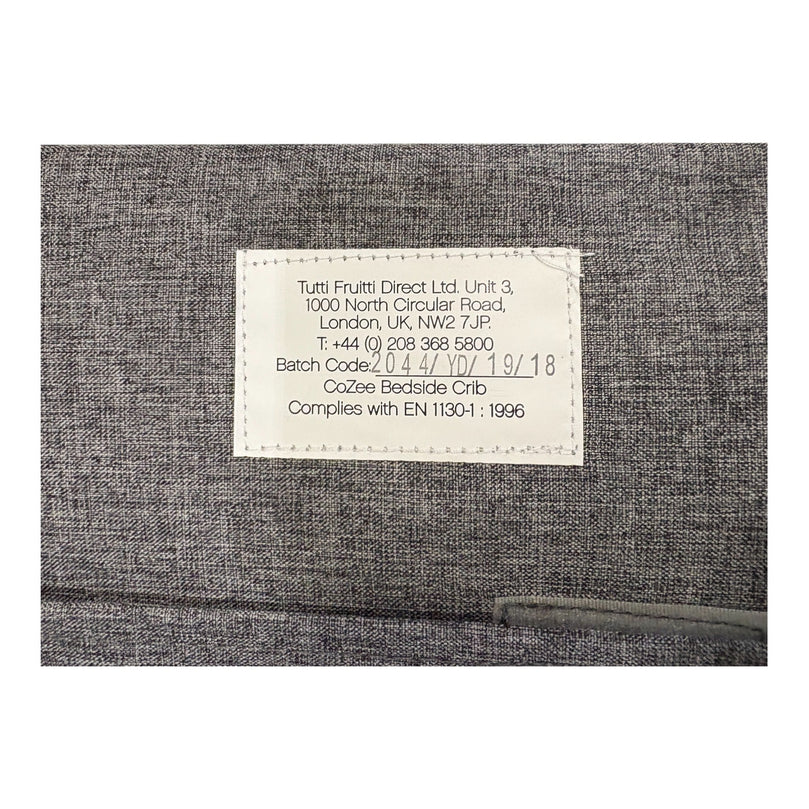 Tutti Fruitti Direct Ltd. Unit 3,
1000 North Circular Road,
London, UK, NW2 7JP.
T: +44 (0) 208 368 5800
Batch Code:2044/YD/19/18
CoZee Bedside Crib
Complies with EN 1130-1 : 1996